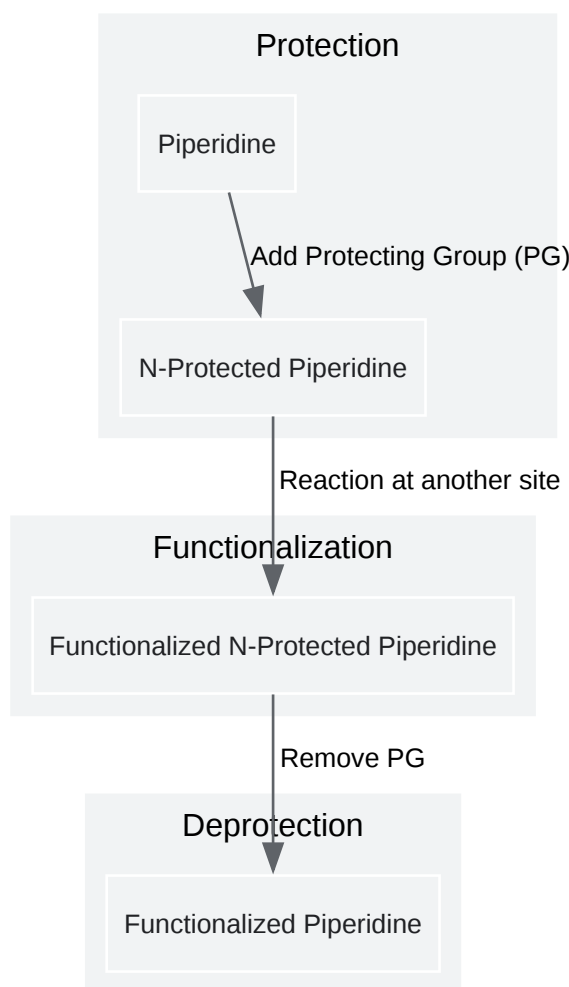 Protection
Piperidine
Add Protecting Group (PG)
N-Protected Piperidine
Reaction at another site
Functionalization
Functionalized N-Protected Piperidine
Remove PG
Deprotection
Functionalized Piperidine